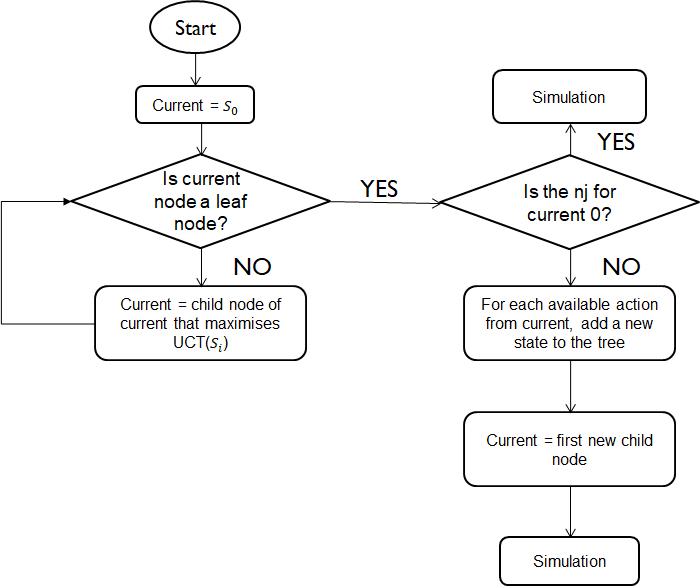 Start
Current = S₀
Is current
node a leaf
node?
YES
NO
Current = child node of
current that maximises
UCT(Sᵢ)
Simulation
YES
Is the nj for
current 0?
NO
For each available action
from current, add a new
state to the tree
Current = first new child
node
Simulation